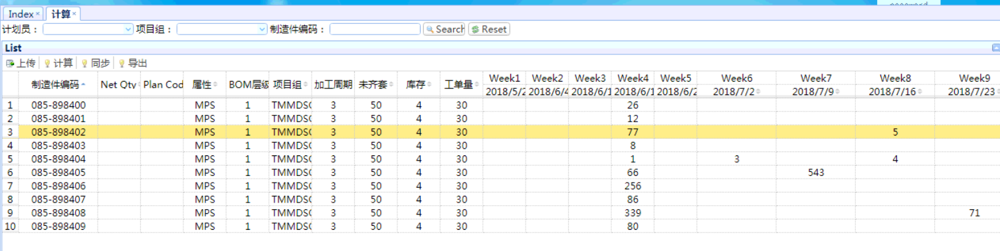 Index × 计算 ×
计划员： 项目组： 制造件编码： Search Reset
List
上传 计算 同步 导出
制造件编码 Net Qty Plan Cod 属性 BOM层级 项目组 加工周期 未齐套 库存 工单量 Week1 Week2 Week3 Week4 Week5 Week6 Week7 Week8 Week9
2018/5/2 2018/6/4 2018/6/1 2018/6/1 2018/6/2 2018/7/2 2018/7/9 2018/7/16 2018/7/23
1 085-898400 MPS 1 TMMDSC 3 50 4 30 26
2 085-898401 MPS 1 TMMDSC 3 50 4 30 12
3 085-898402 MPS 1 TMMDSC 3 50 4 30 77 5
4 085-898403 MPS 1 TMMDSC 3 50 4 30 8
5 085-898404 MPS 1 TMMDSC 3 50 4 30 1 3 4
6 085-898405 MPS 1 TMMDSC 3 50 4 30 66 543
7 085-898406 MPS 1 TMMDSC 3 50 4 30 256
8 085-898407 MPS 1 TMMDSC 3 50 4 30 86
9 085-898408 MPS 1 TMMDSC 3 50 4 30 339 71
10 085-898409 MPS 1 TMMDSC 3 50 4 30 80